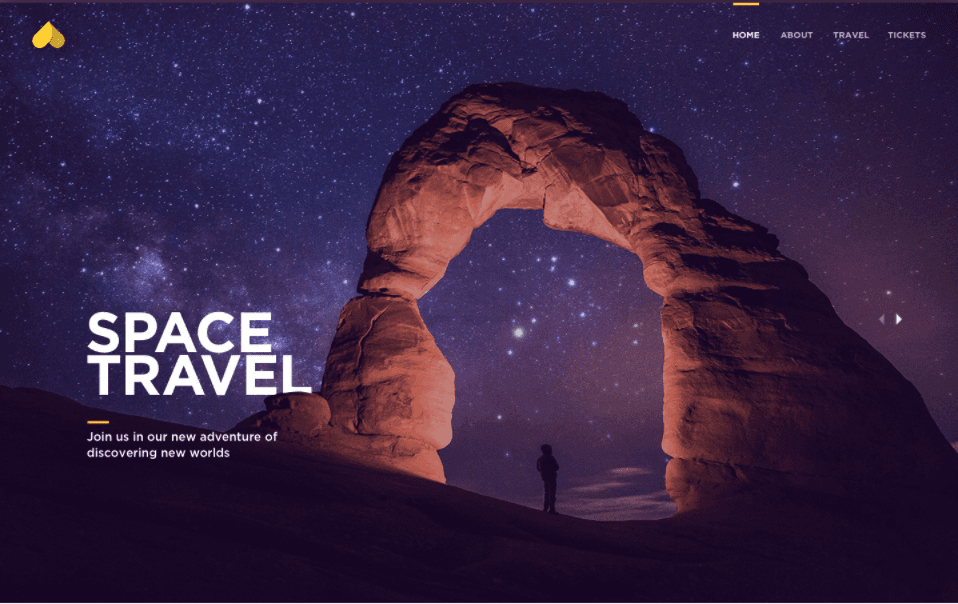 HOME ABOUT TRAVEL TICKETS
SPACE
TRAVEL
Join us in our new adventure of
discovering new worlds